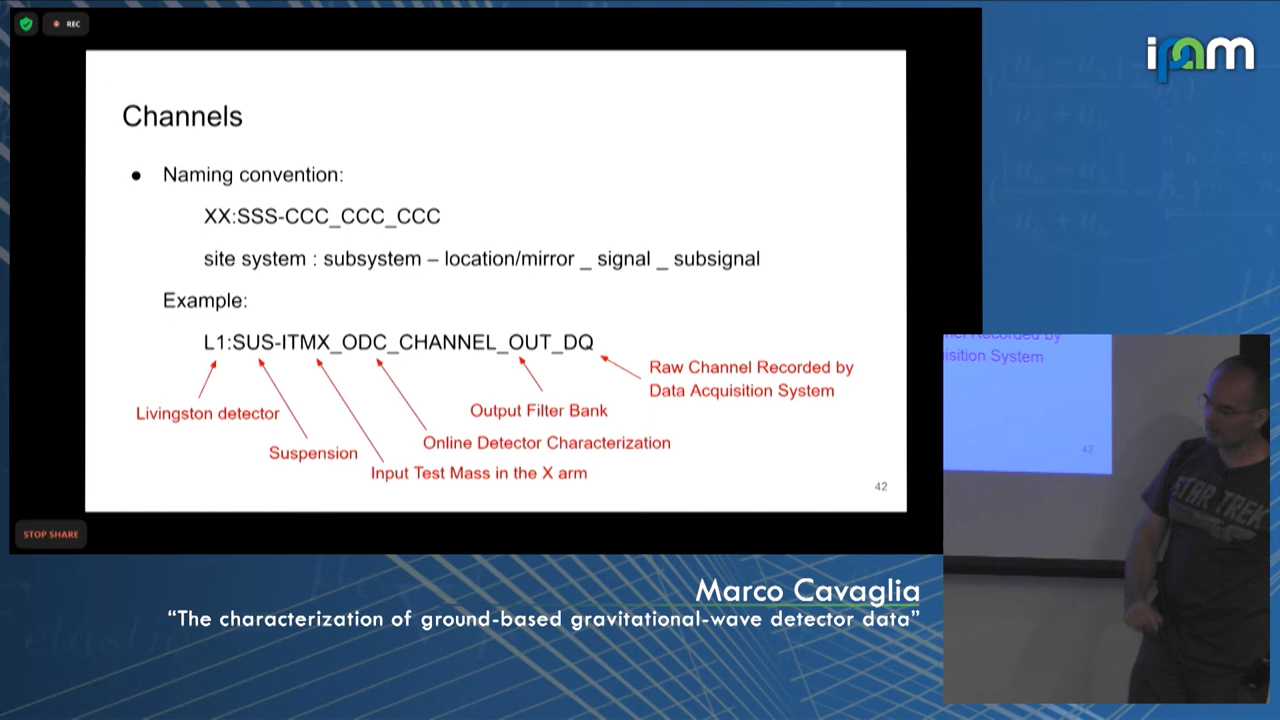 REC
ipam
Channels
● Naming convention:
XX:SSS-CCC_CCC_CCC
site system : subsystem – location/mirror _ signal _ subsignal
Example:
L1:SUS-ITMX_ODC_CHANNEL_OUT_DQ
Raw Channel Recorded by
Data Acquisition System
Livingston detector
Output Filter Bank
Online Detector Characterization
Suspension
Input Test Mass in the X arm
42
STOP SHARE
isition System
42
STAR TREK
Marco Cavaglia
“The characterization of ground-based gravitational-wave detector data”